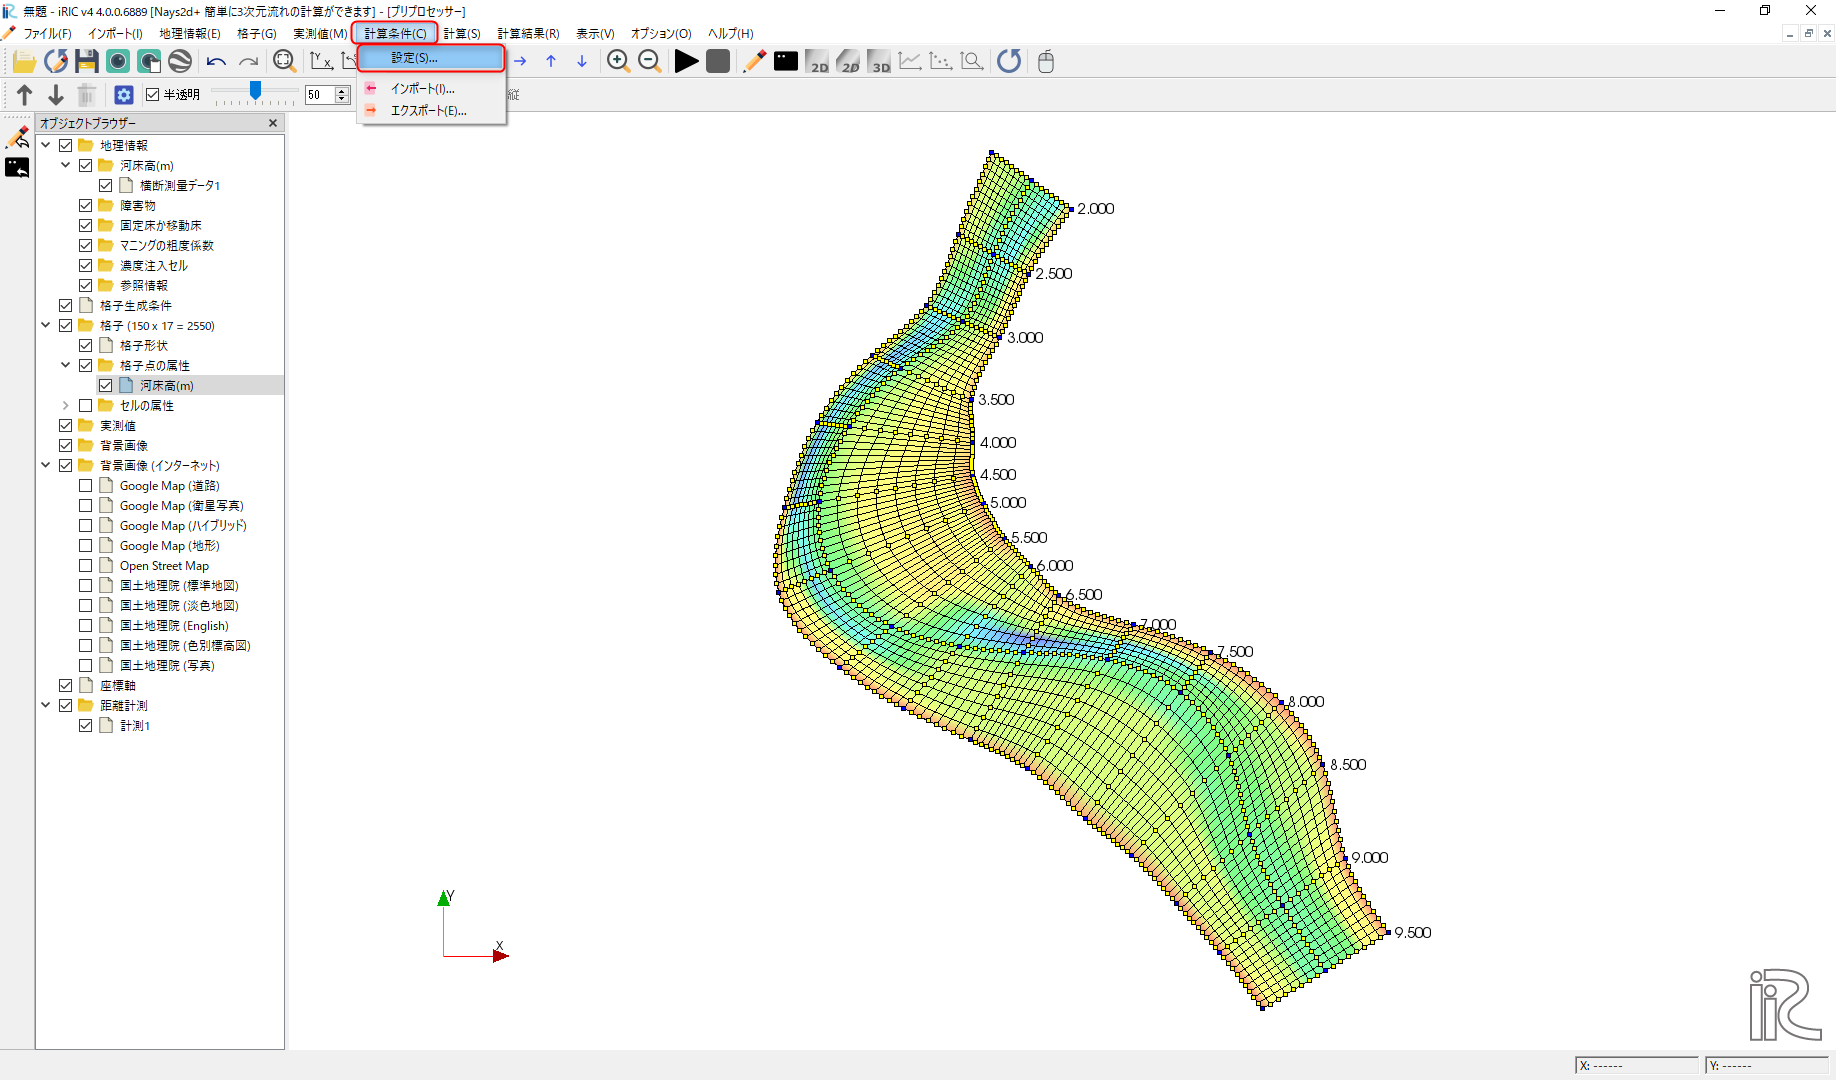 無題 - iRIC v4 4.0.0.6889 [Nays2d+ 簡単に3次元流れの計算ができます] - [プリプロセッサー]
ファイル(F) インポート(I) 地理情報(E) 格子(G) 実測値(M) 計算条件(C) 計算(S) 計算結果(R) 表示(V) オプション(O) ヘルプ(H)
設定(S)...
インポート(I)...
エクスポート(E)...
2D 2D 3D
半透明 50 縦
オブジェクトブラウザー
地理情報
河床高(m)
横断測量データ1
障害物
固定床か移動床
マニングの粗度係数
濃度注入セル
参照情報
格子生成条件
格子 (150 x 17 = 2550)
格子形状
格子点の属性
河床高(m)
セルの属性
実測値
背景画像
背景画像 (インターネット)
Google Map (道路)
Google Map (衛星写真)
Google Map (ハイブリッド)
Google Map (地形)
Open Street Map
国土地理院 (標準地図)
国土地理院 (淡色地図)
国土地理院 (English)
国土地理院 (色別標高図)
国土地理院 (写真)
座標軸
距離計測
計測1
2.000
2.500
3.000
3.500
4.000
4.500
5.000
5.500
6.000
6.500
7.000
7.500
8.000
8.500
9.000
9.500
Y
X
iRIC
X: ------
Y: ------